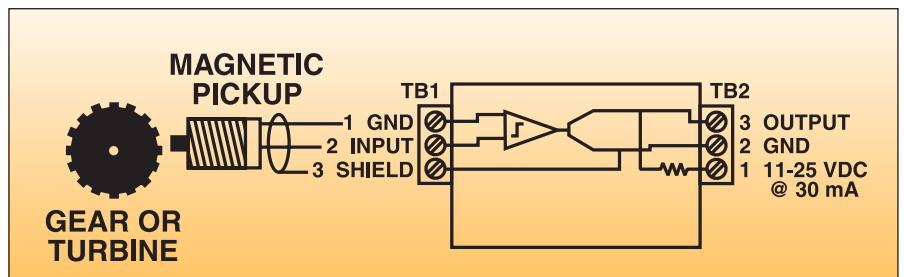 MAGNETIC
PICKUP
GEAR OR
TURBINE
TB1
1 GND
2 INPUT
3 SHIELD
TB2
3 OUTPUT
2 GND
1 11-25 VDC
@ 30 mA